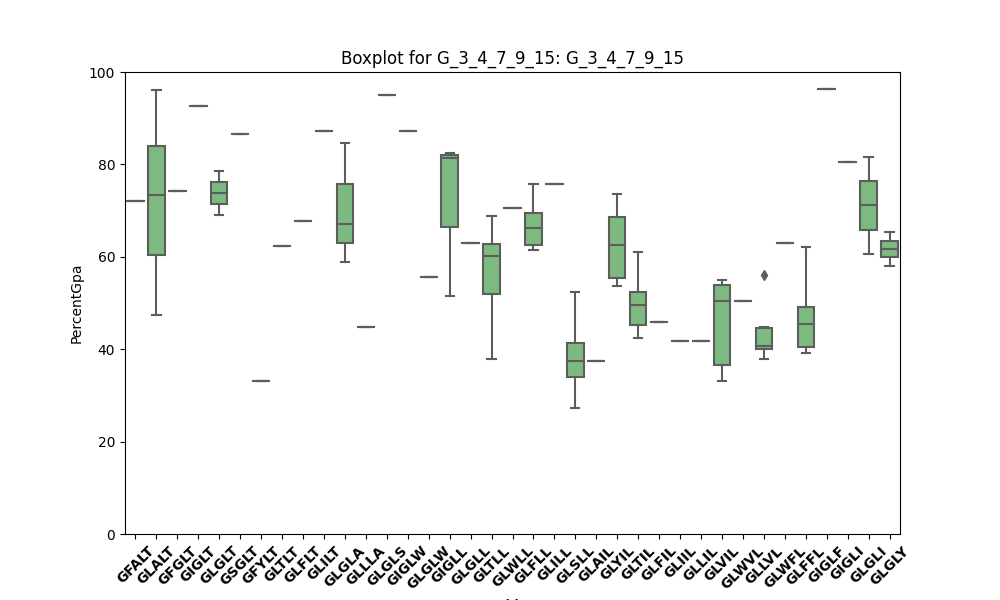 Boxplot for G_3_4_7_9_15: G_3_4_7_9_15
PercentGpa
100
80
60
40
20
0
GFALT
GLALT
GFGLT
GIGLT
GLGLT
GSGLT
GFYLT
GLTLT
GLFILT
GLILT
GLGLA
GLLLA
GLGLS
GIGLW
GLGLW
GIGLL
GLGLL
GLTLL
GLWLL
GLFLL
GLILL
GLSLL
GLAIL
GLYIL
GLTIL
GLFIL
GLIIL
GLLIL
GLVIL
GLWVL
GLLVL
GLWFL
GLFFL
GIGLF
GIGLI
GLGLI
GLGLY